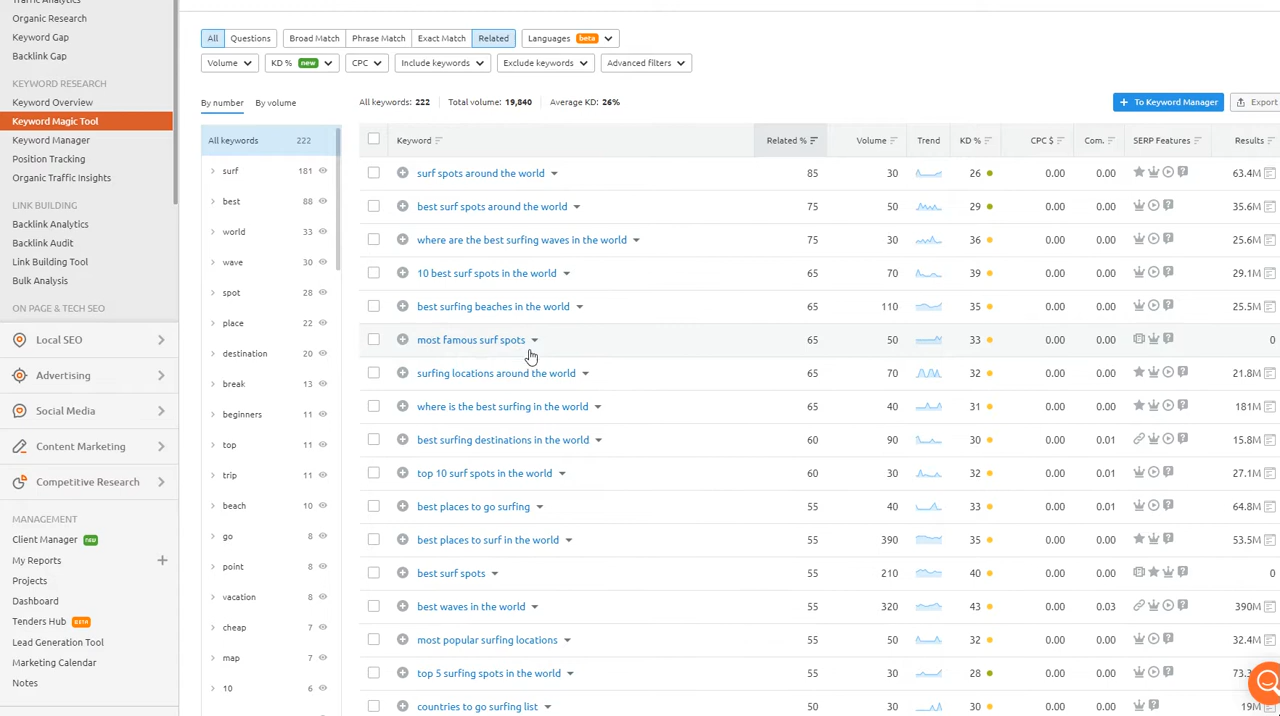 Traffic Analytics
Organic Research
Keyword Gap
Backlink Gap
KEYWORD RESEARCH
Keyword Overview
Keyword Magic Tool
Keyword Manager
Position Tracking
Organic Traffic Insights
LINK BUILDING
Backlink Analytics
Backlink Audit
Link Building Tool
Bulk Analysis
ON PAGE & TECH SEO
Local SEO
Advertising
Social Media
Content Marketing
Competitive Research
MANAGEMENT
Client Manager new
My Reports
Projects
Dashboard
Tenders Hub BETA
Lead Generation Tool
Marketing Calendar
Notes
All Questions Broad Match Phrase Match Exact Match Related Languages beta
Volume KD % new CPC Include keywords Exclude keywords Advanced filters
By number By volume
All keywords: 222 Total volume: 19,840 Average KD: 26%
To Keyword Manager Export
All keywords 222
surf 181
best 88
world 33
wave 30
spot 28
place 22
destination 20
break 13
beginners 11
top 11
trip 11
beach 10
go 8
point 8
vacation 8
cheap 7
map 7
10 6
Keyword Related % Volume Trend KD % CPC $ Com. SERP Features Results
surf spots around the world 85 30 26 0.00 0.00 63.4M
best surf spots around the world 75 50 29 0.00 0.00 35.6M
where are the best surfing waves in the world 75 30 36 0.00 0.00 25.6M
10 best surf spots in the world 65 70 39 0.00 0.00 29.1M
best surfing beaches in the world 65 110 35 0.00 0.00 25.5M
most famous surf spots 65 50 33 0.00 0.00 0
surfing locations around the world 65 70 32 0.00 0.00 21.8M
where is the best surfing in the world 65 40 31 0.00 0.00 181M
best surfing destinations in the world 60 90 30 0.00 0.01 15.8M
top 10 surf spots in the world 60 30 32 0.00 0.01 27.1M
best places to go surfing 55 40 33 0.00 0.01 64.8M
best places to surf in the world 55 390 35 0.00 0.00 53.5M
best surf spots 55 210 40 0.00 0.00 0
best waves in the world 55 320 43 0.00 0.03 390M
most popular surfing locations 55 50 32 0.00 0.00 32.4M
top 5 surfing spots in the world 55 30 28 0.00 0.00 73.
countries to go surfing list 50 30 30 0.00 0.00 19M